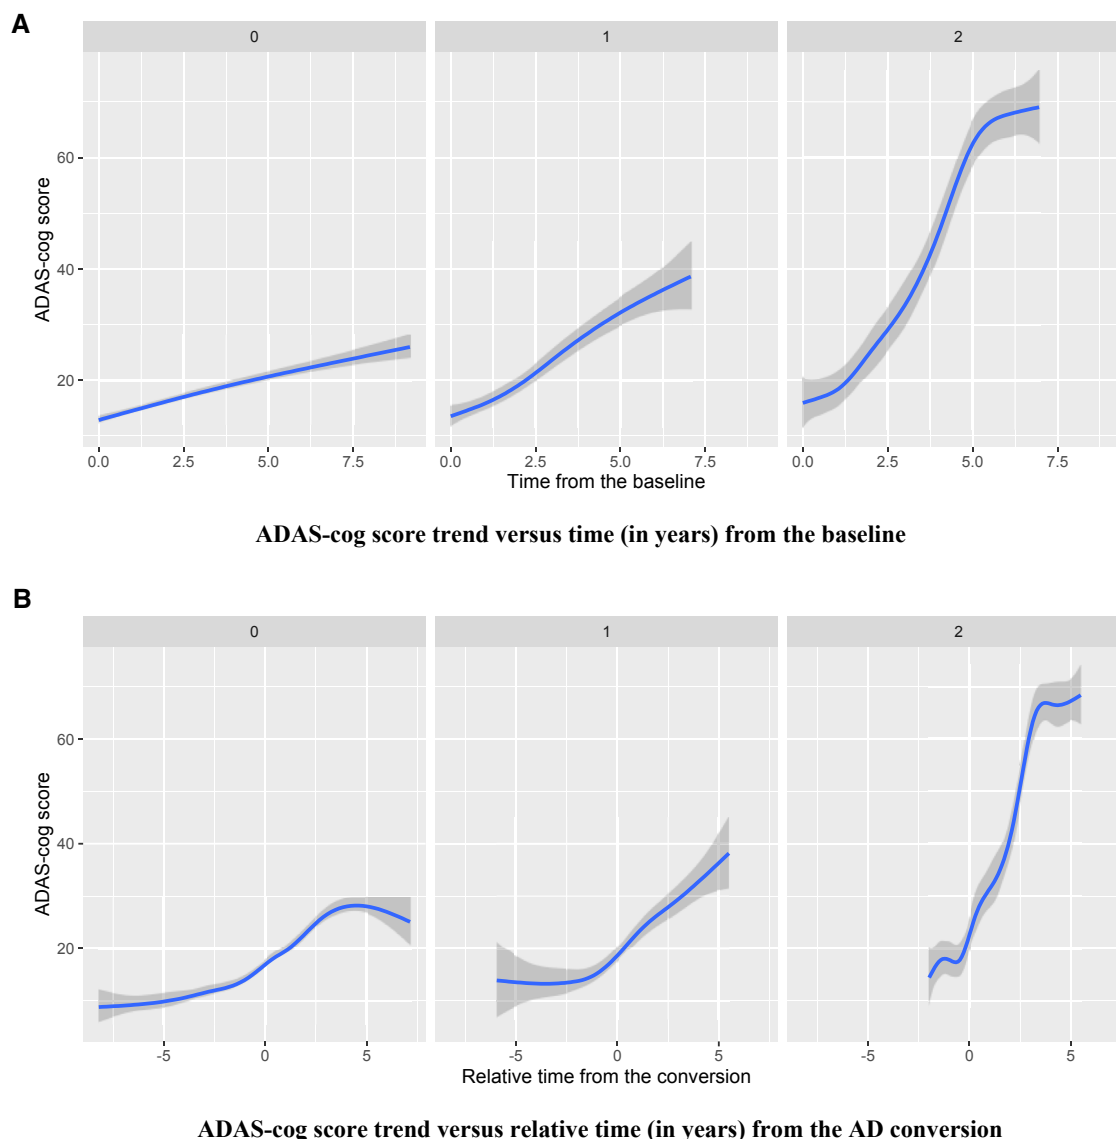 A
0 1 2
60
40
20
ADAS-cog score
0.0 2.5 5.0 7.5 0.0 2.5 5.0 7.5 0.0 2.5 5.0 7.5
Time from the baseline
ADAS-cog score trend versus time (in years) from the baseline
B
0 1 2
60
40
20
ADAS-cog score
-5 0 5 -5 0 5 -5 0 5
Relative time from the conversion
ADAS-cog score trend versus relative time (in years) from the AD conversion